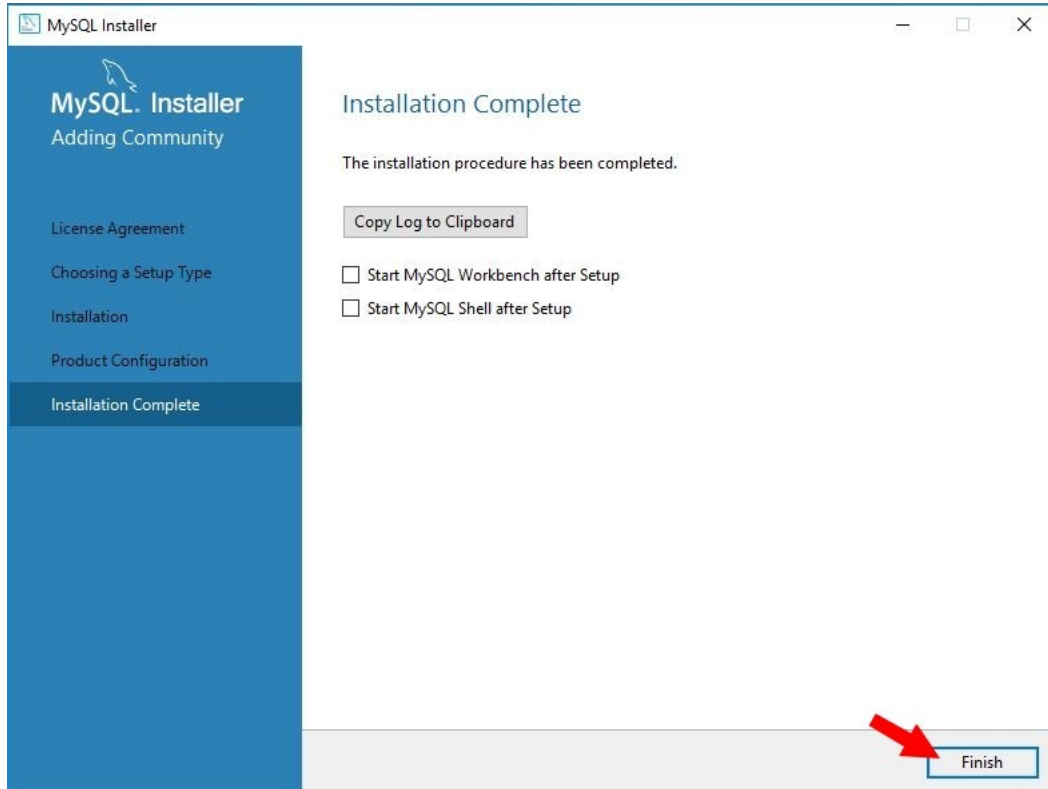 MySQL Installer
MySQL. Installer
Adding Community
License Agreement
Choosing a Setup Type
Installation
Product Configuration
Installation Complete
Installation Complete
The installation procedure has been completed.
Copy Log to Clipboard
Start MySQL Workbench after Setup
Start MySQL Shell after Setup
Finish